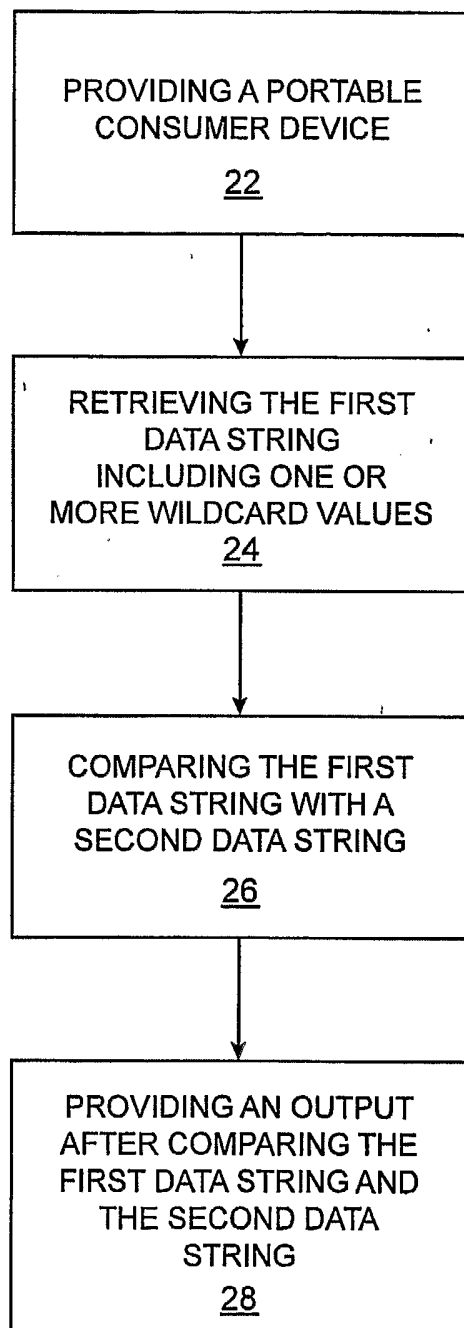 PROVIDING A PORTABLE
CONSUMER DEVICE
22
RETRIEVING THE FIRST
DATA STRING
INCLUDING ONE OR
MORE WILDCARD VALUES
24
COMPARING THE FIRST
DATA STRING WITH A
SECOND DATA STRING
26
PROVIDING AN OUTPUT
AFTER COMPARING THE
FIRST DATA STRING AND
THE SECOND DATA
STRING
28